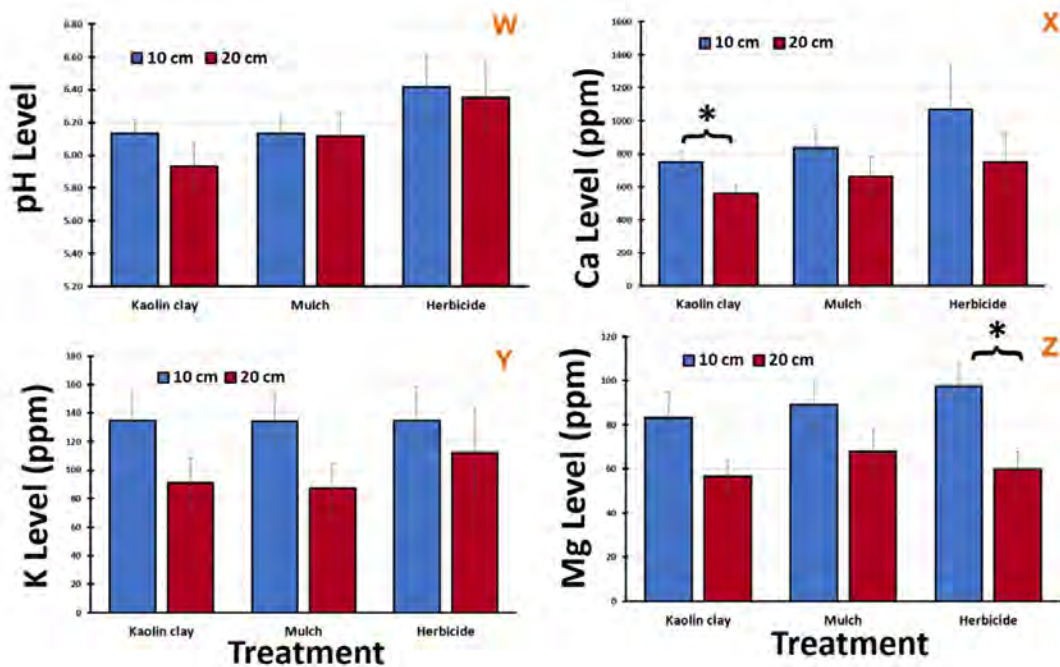 W
pH Level
6.80
6.60
6.40
6.20
6.00
5.80
5.60
5.40
5.20
10 cm 20 cm
Kaolin clay Mulch Herbicide
X
Ca Level (ppm)
1600
1400
1200
1000
800
600
400
200
0
10 cm 20 cm
*
Kaolin clay Mulch Herbicide
Y
K Level (ppm)
180
160
140
120
100
80
60
40
20
0
10 cm 20 cm
Kaolin clay Mulch Herbicide
Treatment
Z
Mg Level (ppm)
120
100
80
60
40
20
0
10 cm 20 cm
*
Kaolin clay Mulch Herbicide
Treatment